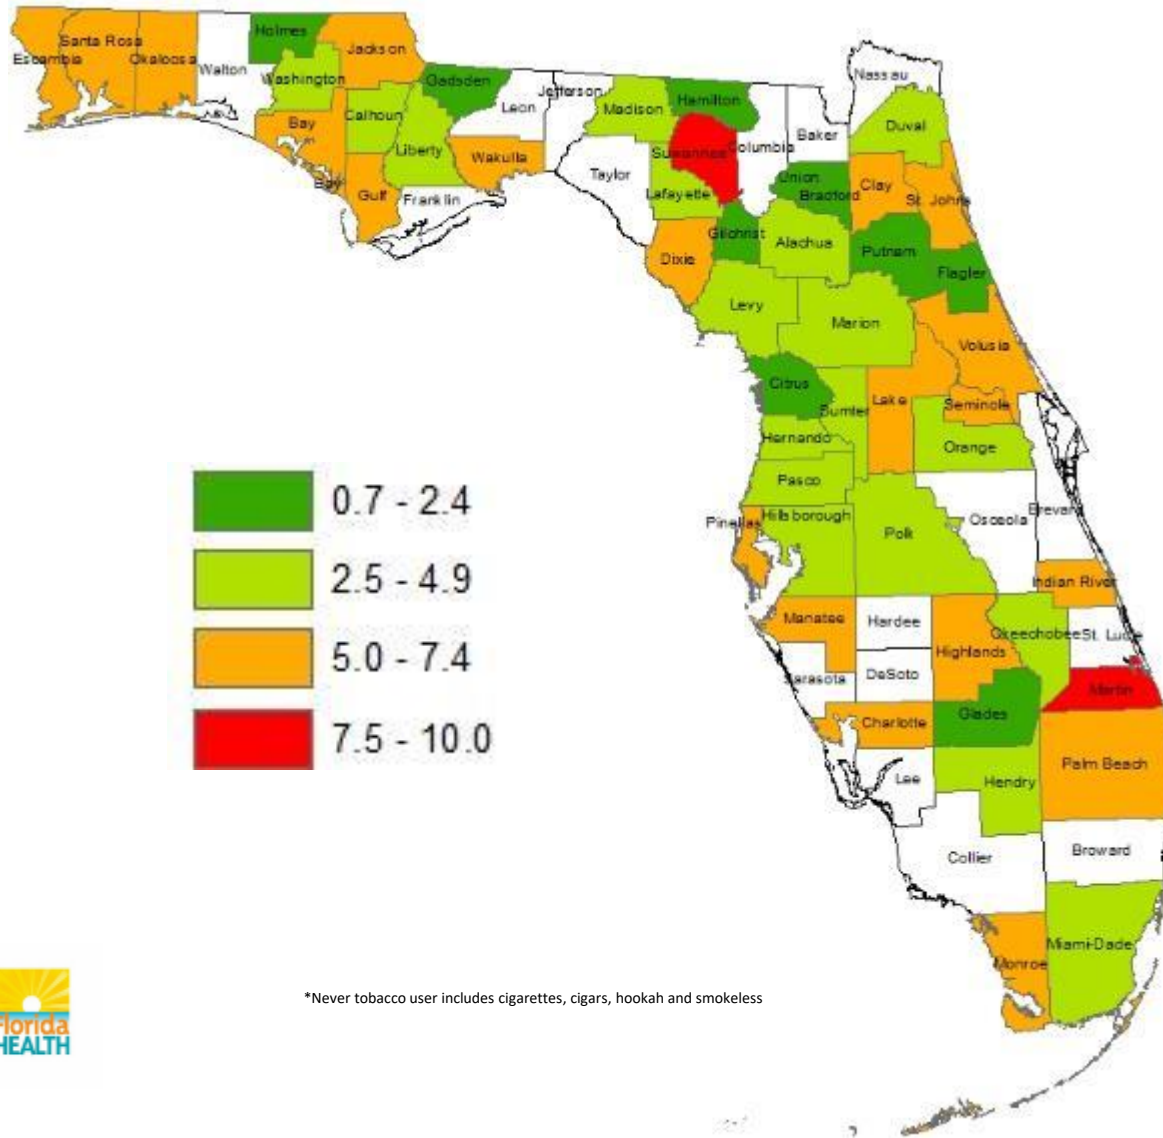 Holmes
Santa Rosa
Jackson
Escambia
Okaloosa
Walton
Washington
Gadsden
Nassau
Leon
Jefferson
Madison
Hamilton
Calhoun
Bay
Duval
Baker
Columbia
Liberty
Suwannee
Wakulla
Taylor
Union
Clay
Bay
Gulf
Franklin
Lafayette
Bradford
St. Johns
Gilchrist
Alachua
Putnam
Dixie
Flagler
Levy
Marion
Volusia
Citrus
Lake
Seminole
Sumter
Hernando
Orange
Pasco
0.7 - 2.4
Pinellas
Hillsborough
Osceola
Brevard
Polk
2.5 - 4.9
Indian River
Manatee
Hardee
Okeechobee
St. Lucie
5.0 - 7.4
Highlands
Sarasota
DeSoto
Martin
Glades
Charlotte
7.5 - 10.0
Palm Beach
Lee
Hendry
Collier
Broward
Miami-Dade
Monroe
*Never tobacco user includes cigarettes, cigars, hookah and smokeless
Florida
HEALTH